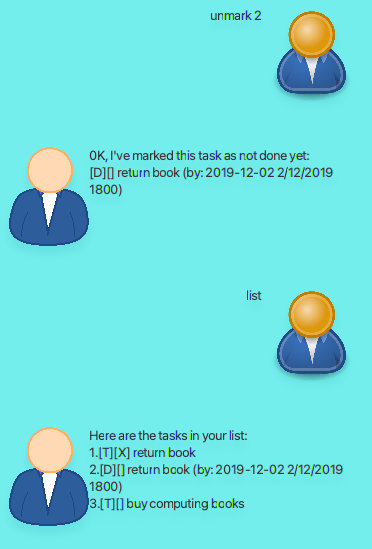 unmark 2
0K, I've marked this task as not done yet:
[D][] return book (by: 2019-12-02 2/12/2019
1800)
list
Here are the tasks in your list:
1.[T][X] return book
2.[D][] return book (by: 2019-12-02 2/12/2019
1800)
3.[T][] buy computing books